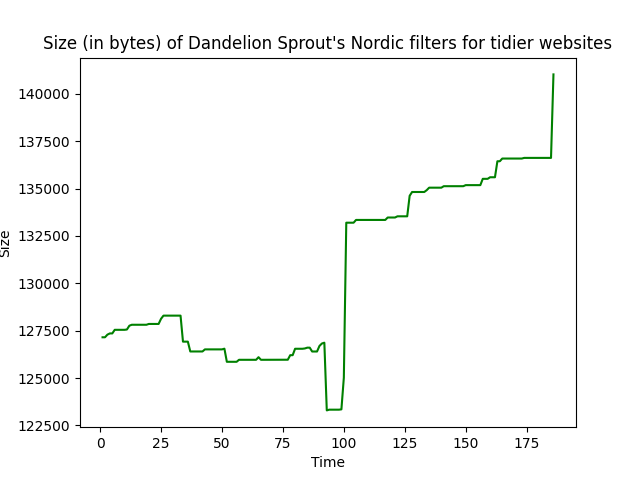 Size (in bytes) of Dandelion Sprout's Nordic filters for tidier websites
140000
137500
135000
132500
130000
127500
125000
122500
Size
0 25 50 75 100 125 150 175
Time